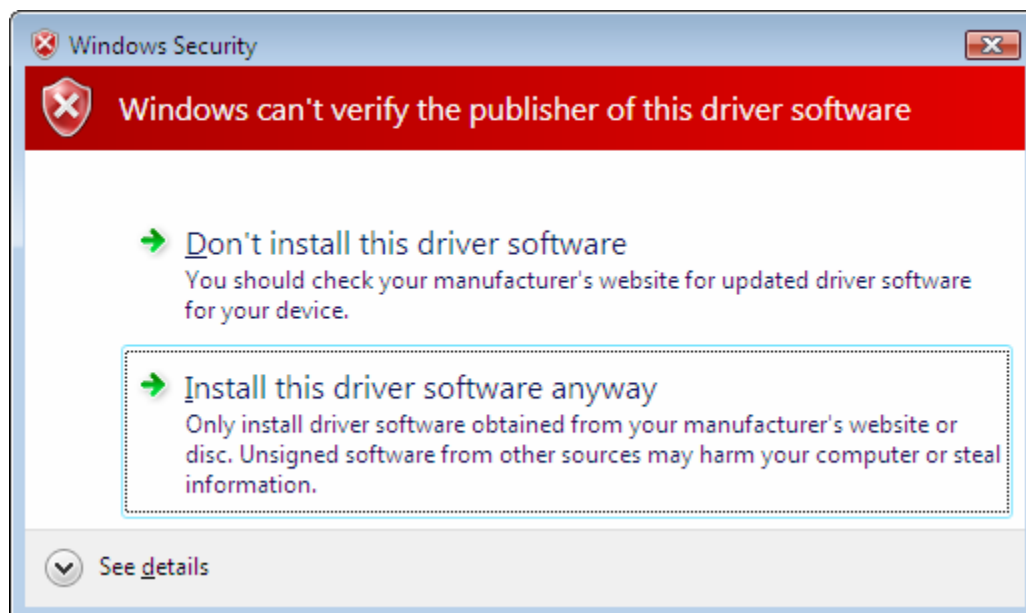 Windows Security
Windows can't verify the publisher of this driver software
Don't install this driver software
You should check your manufacturer's website for updated driver software
for your device.
Install this driver software anyway
Only install driver software obtained from your manufacturer's website or
disc. Unsigned software from other sources may harm your computer or steal
information.
See details